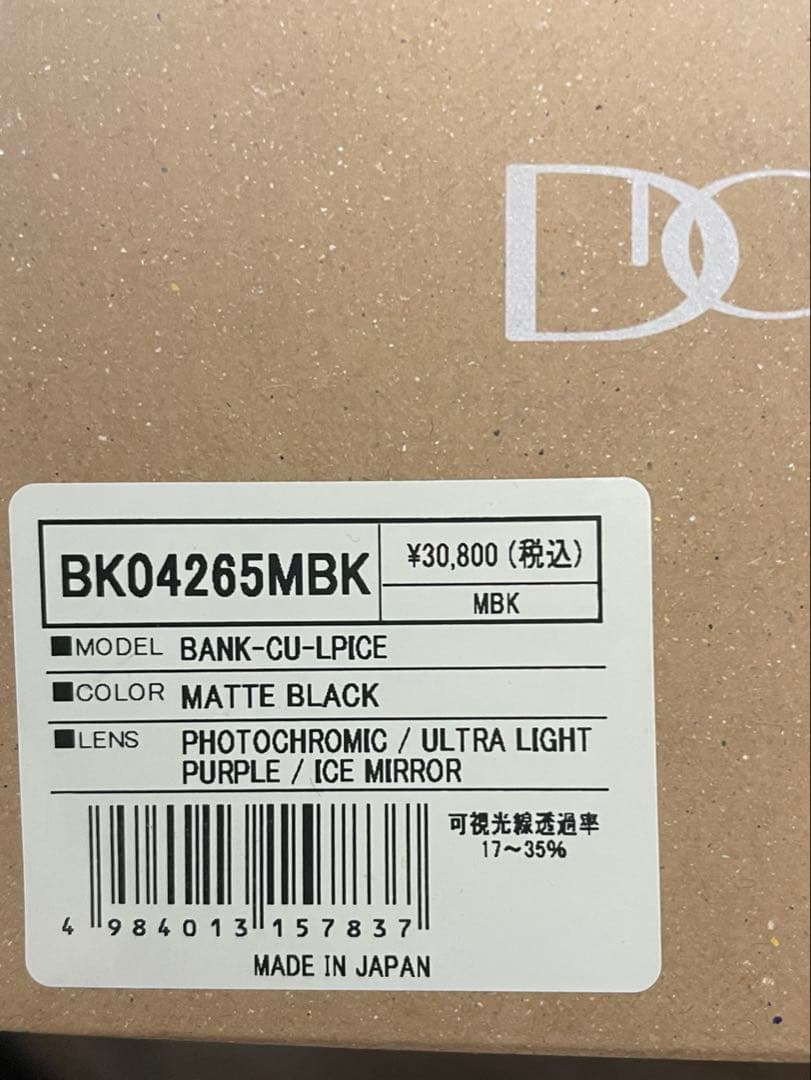 BK04265MBK
¥30,800(税込)
MBK
■MODEL BANK-CU-LPICE
■COLOR MATTE BLACK
■LENS PHOTOCHROMIC / ULTRA LIGHT
PURPLE / ICE MIRROR
可視光線透過率
17～35%
4 984013 157837
MADE IN JAPAN